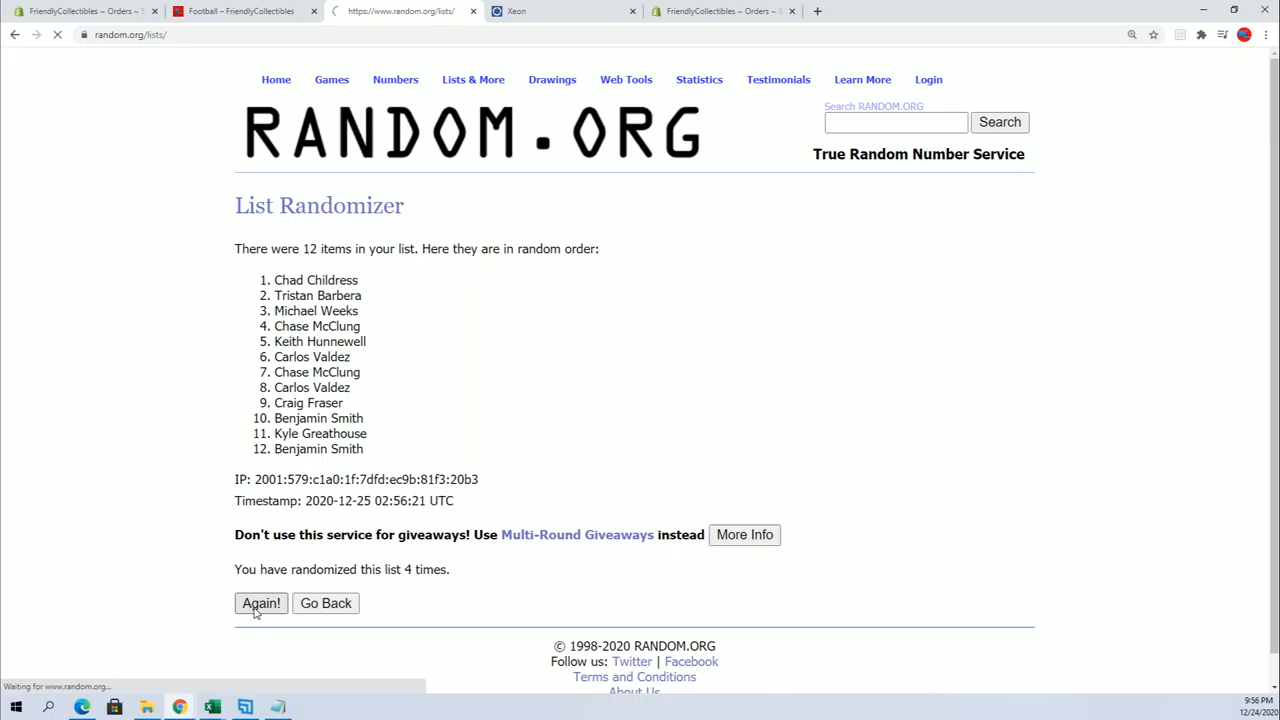 FriendlyCollectibles ~ Orders ~ S
Football – FriendlyCollectibles
https://www.random.org/lists/
Xeon
FriendlyCollectibles ~ Orders ~ S
random.org/lists/
Home Games Numbers Lists & More Drawings Web Tools Statistics Testimonials Learn More Login
RANDOM.ORG
Search RANDOM.ORG
Search
True Random Number Service
List Randomizer
There were 12 items in your list. Here they are in random order:
1. Chad Childress
2. Tristan Barbera
3. Michael Weeks
4. Chase McClung
5. Keith Hunnewell
6. Carlos Valdez
7. Chase McClung
8. Carlos Valdez
9. Craig Fraser
10. Benjamin Smith
11. Kyle Greathouse
12. Benjamin Smith
IP: 2001:579:c1a0:1f:7dfd:ec9b:81f3:20b3
Timestamp: 2020-12-25 02:56:21 UTC
Don't use this service for giveaways! Use Multi-Round Giveaways instead More Info
You have randomized this list 4 times.
Again! Go Back
© 1998-2020 RANDOM.ORG
Follow us: Twitter | Facebook
Terms and Conditions
About Us
Waiting for www.random.org...
9:56 PM
12/24/2020